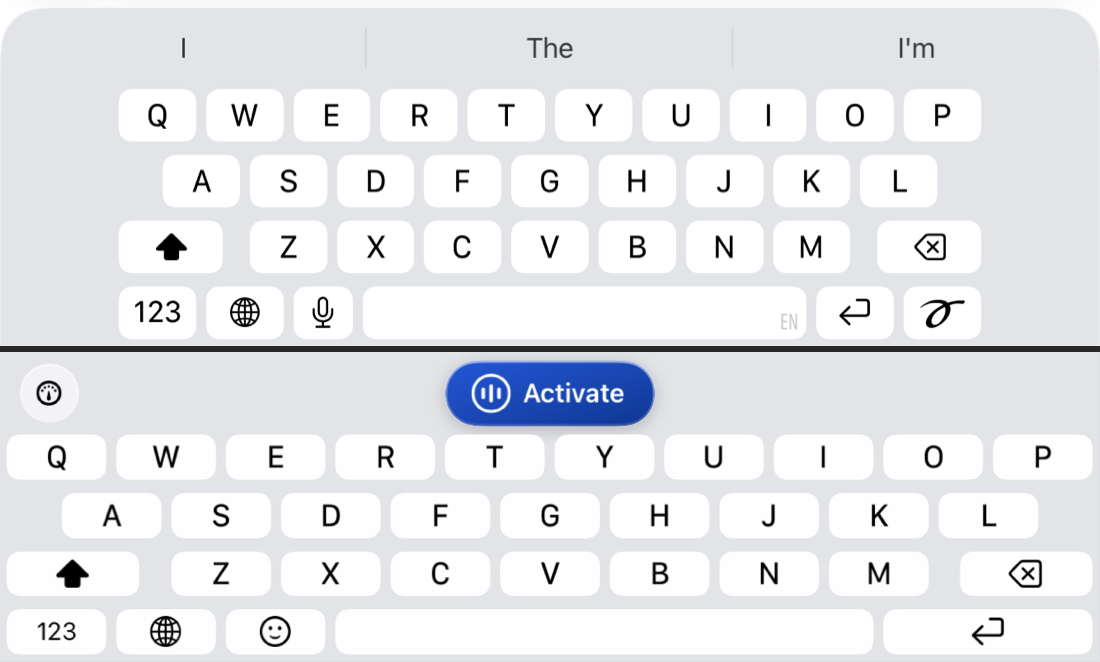 I The I'm
Q W E R T Y U I O P
A S D F G H J K L
Z X C V B N M
123 EN
Activate
Q W E R T Y U I O P
A S D F G H J K L
Z X C V B N M
123